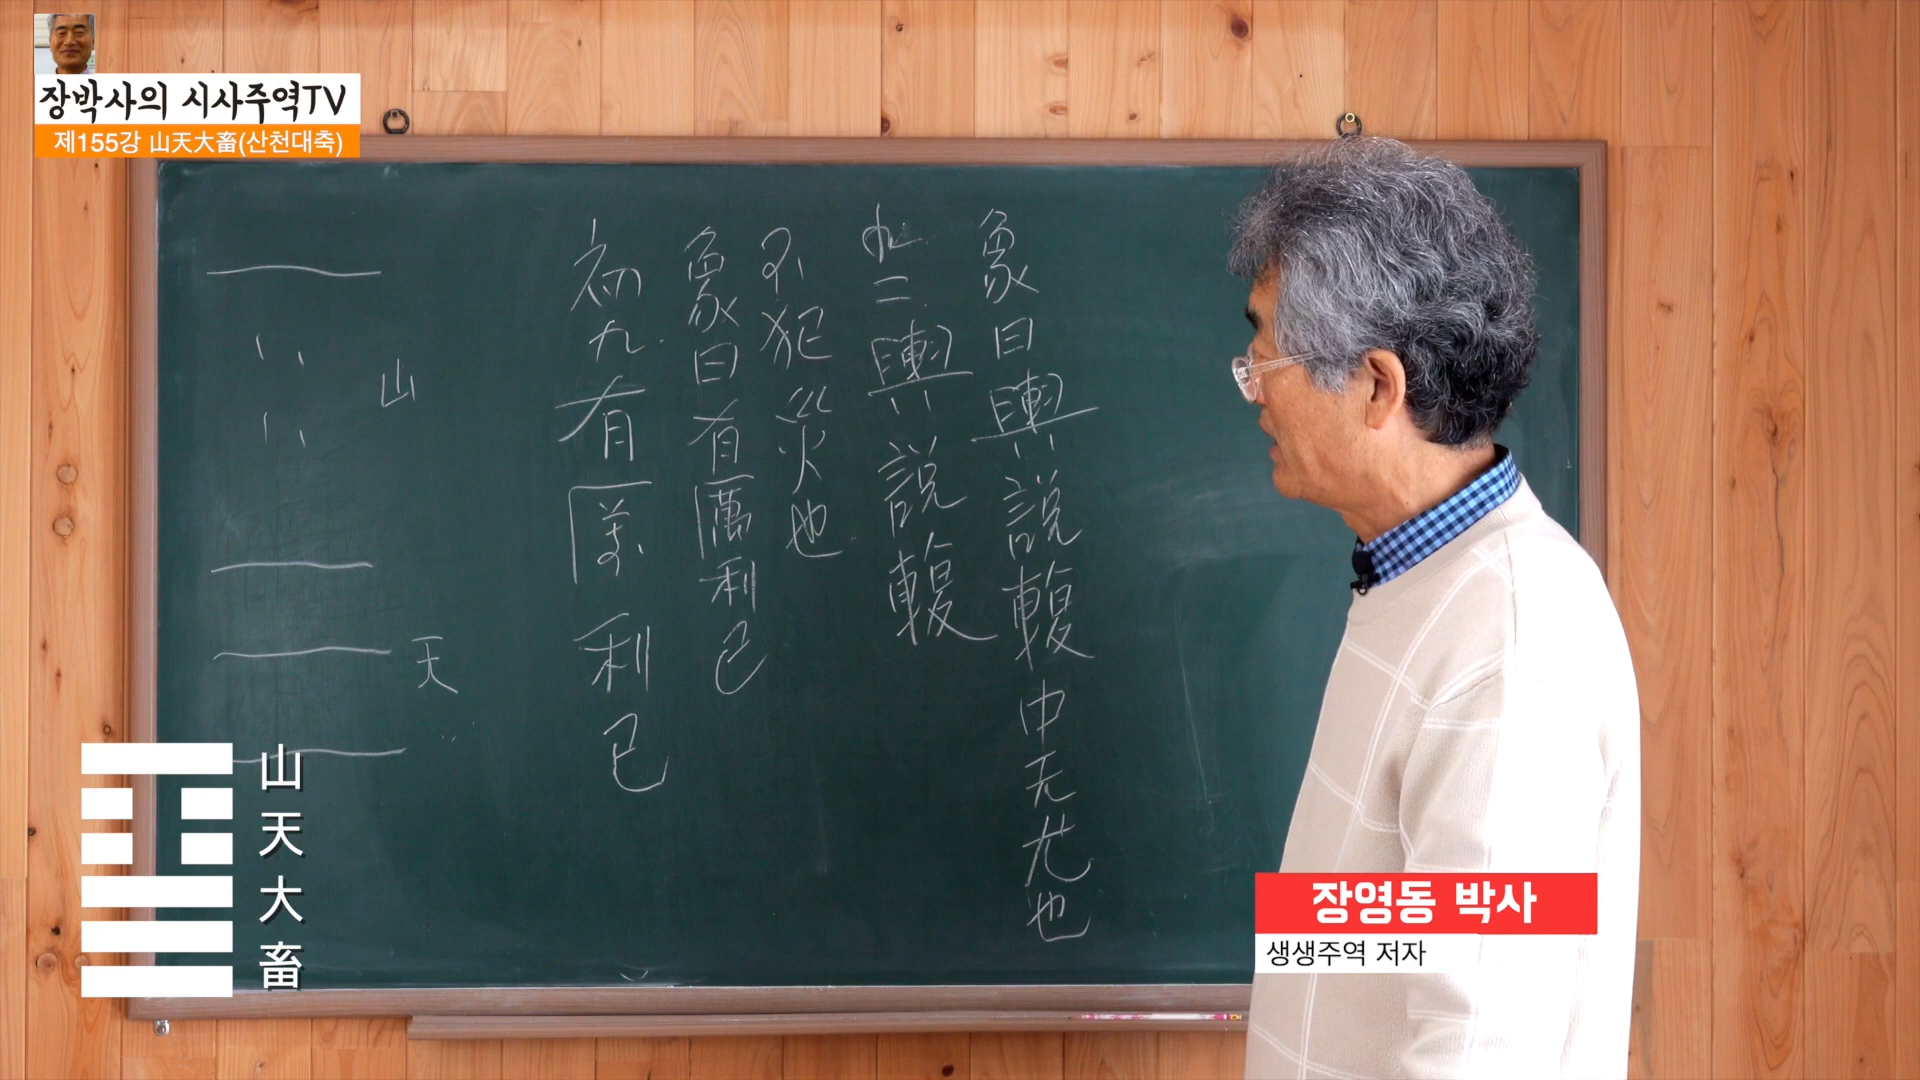 장박사의 시사주역TV
제155강 山天大畜(산천대축)
山
天
初九.有厲利已
象曰有厲利已
不犯災也
九二.輿說輹
象曰輿說輹中无尤也
山天大畜
장영동 박사
생생주역 저자